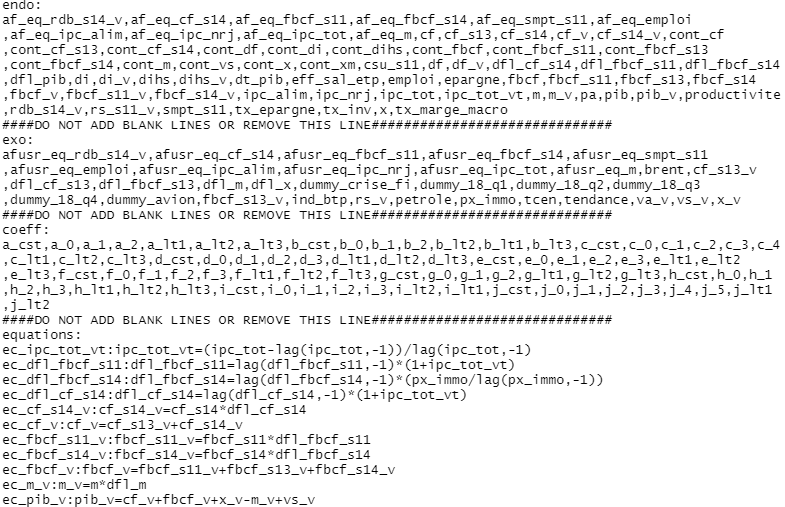 endo:
af_eq_rdb_s14_v,af_eq_cf_s14,af_eq_fbcf_s11,af_eq_fbcf_s14,af_eq_smpt_s11,af_eq_emploi
,af_eq_ipc_alim,af_eq_ipc_nrj,af_eq_ipc_tot,af_eq_m,cf,cf_s13,cf_s14,cf_v,cf_s14_v,cont_cf
,cont_cf_s13,cont_cf_s14,cont_df,cont_di,cont_dihs,cont_fbcf,cont_fbcf_s11,cont_fbcf_s13
,cont_fbcf_s14,cont_m,cont_vs,cont_x,cont_xm,csu_s11,df,df_v,dfl_cf_s14,dfl_fbcf_s11,dfl_fbcf_s14
,dfl_pib,di,di_v,dihs,dihs_v,dt_pib,eff_sal_etp,emploi,epargne,fbcf,fbcf_s11,fbcf_s13,fbcf_s14
,fbcf_v,fbcf_s11_v,fbcf_s14_v,ipc_alim,ipc_nrj,ipc_tot,ipc_tot_vt,m,m_v,pa,pib,pib_v,productivite
,rdb_s14_v,rs_s11_v,smpt_s11,tx_epargne,tx_inv,x,tx_marge_macro
####DO NOT ADD BLANK LINES OR REMOVE THIS LINE##############################
exo:
afusr_eq_rdb_s14_v,afusr_eq_cf_s14,afusr_eq_fbcf_s11,afusr_eq_fbcf_s14,afusr_eq_smpt_s11
,afusr_eq_emploi,afusr_eq_ipc_alim,afusr_eq_ipc_nrj,afusr_eq_ipc_tot,afusr_eq_m,brent,cf_s13_v
,dfl_cf_s13,dfl_fbcf_s13,dfl_m,dfl_x,dummy_crise_fi,dummy_18_q1,dummy_18_q2,dummy_18_q3
,dummy_18_q4,dummy_avion,fbcf_s13_v,ind_btp,rs_v,petrole,px_immo,tcen,tendance,va_v,vs_v,x_v
####DO NOT ADD BLANK LINES OR REMOVE THIS LINE##############################
coeff:
a_cst,a_0,a_1,a_2,a_lt1,a_lt2,a_lt3,b_cst,b_0,b_1,b_2,b_lt2,b_lt1,b_lt3,c_cst,c_0,c_1,c_2,c_3,c_4
,c_lt1,c_lt2,c_lt3,d_cst,d_0,d_1,d_2,d_3,d_lt1,d_lt2,d_lt3,e_cst,e_0,e_1,e_2,e_3,e_lt1,e_lt2
,e_lt3,f_cst,f_0,f_1,f_2,f_3,f_lt1,f_lt2,f_lt3,g_cst,g_0,g_1,g_2,g_lt1,g_lt2,g_lt3,h_cst,h_0,h_1
,h_2,h_3,h_lt1,h_lt2,h_lt3,i_cst,i_0,i_1,i_2,i_3,i_lt2,i_lt1,j_cst,j_0,j_1,j_2,j_3,j_4,j_5,j_lt1
,j_lt2
####DO NOT ADD BLANK LINES OR REMOVE THIS LINE##############################
equations:
ec_ipc_tot_vt:ipc_tot_vt=(ipc_tot-lag(ipc_tot,-1))/lag(ipc_tot,-1)
ec_dfl_fbcf_s11:dfl_fbcf_s11=lag(dfl_fbcf_s11,-1)*(1+ipc_tot_vt)
ec_dfl_fbcf_s14:dfl_fbcf_s14=lag(dfl_fbcf_s14,-1)*(px_immo/lag(px_immo,-1))
ec_dfl_cf_s14:dfl_cf_s14=lag(dfl_cf_s14,-1)*(1+ipc_tot_vt)
ec_cf_s14_v:cf_s14_v=cf_s14*dfl_cf_s14
ec_cf_v:cf_v=cf_s13_v+cf_s14_v
ec_fbcf_s11_v:fbcf_s11_v=fbcf_s11*dfl_fbcf_s11
ec_fbcf_s14_v:fbcf_s14_v=fbcf_s14*dfl_fbcf_s14
ec_fbcf_v:fbcf_v=fbcf_s11_v+fbcf_s13_v+fbcf_s14_v
ec_m_v:m_v=m*dfl_m
ec_pib_v:pib_v=cf_v+fbcf_v+x_v-m_v+vs_v